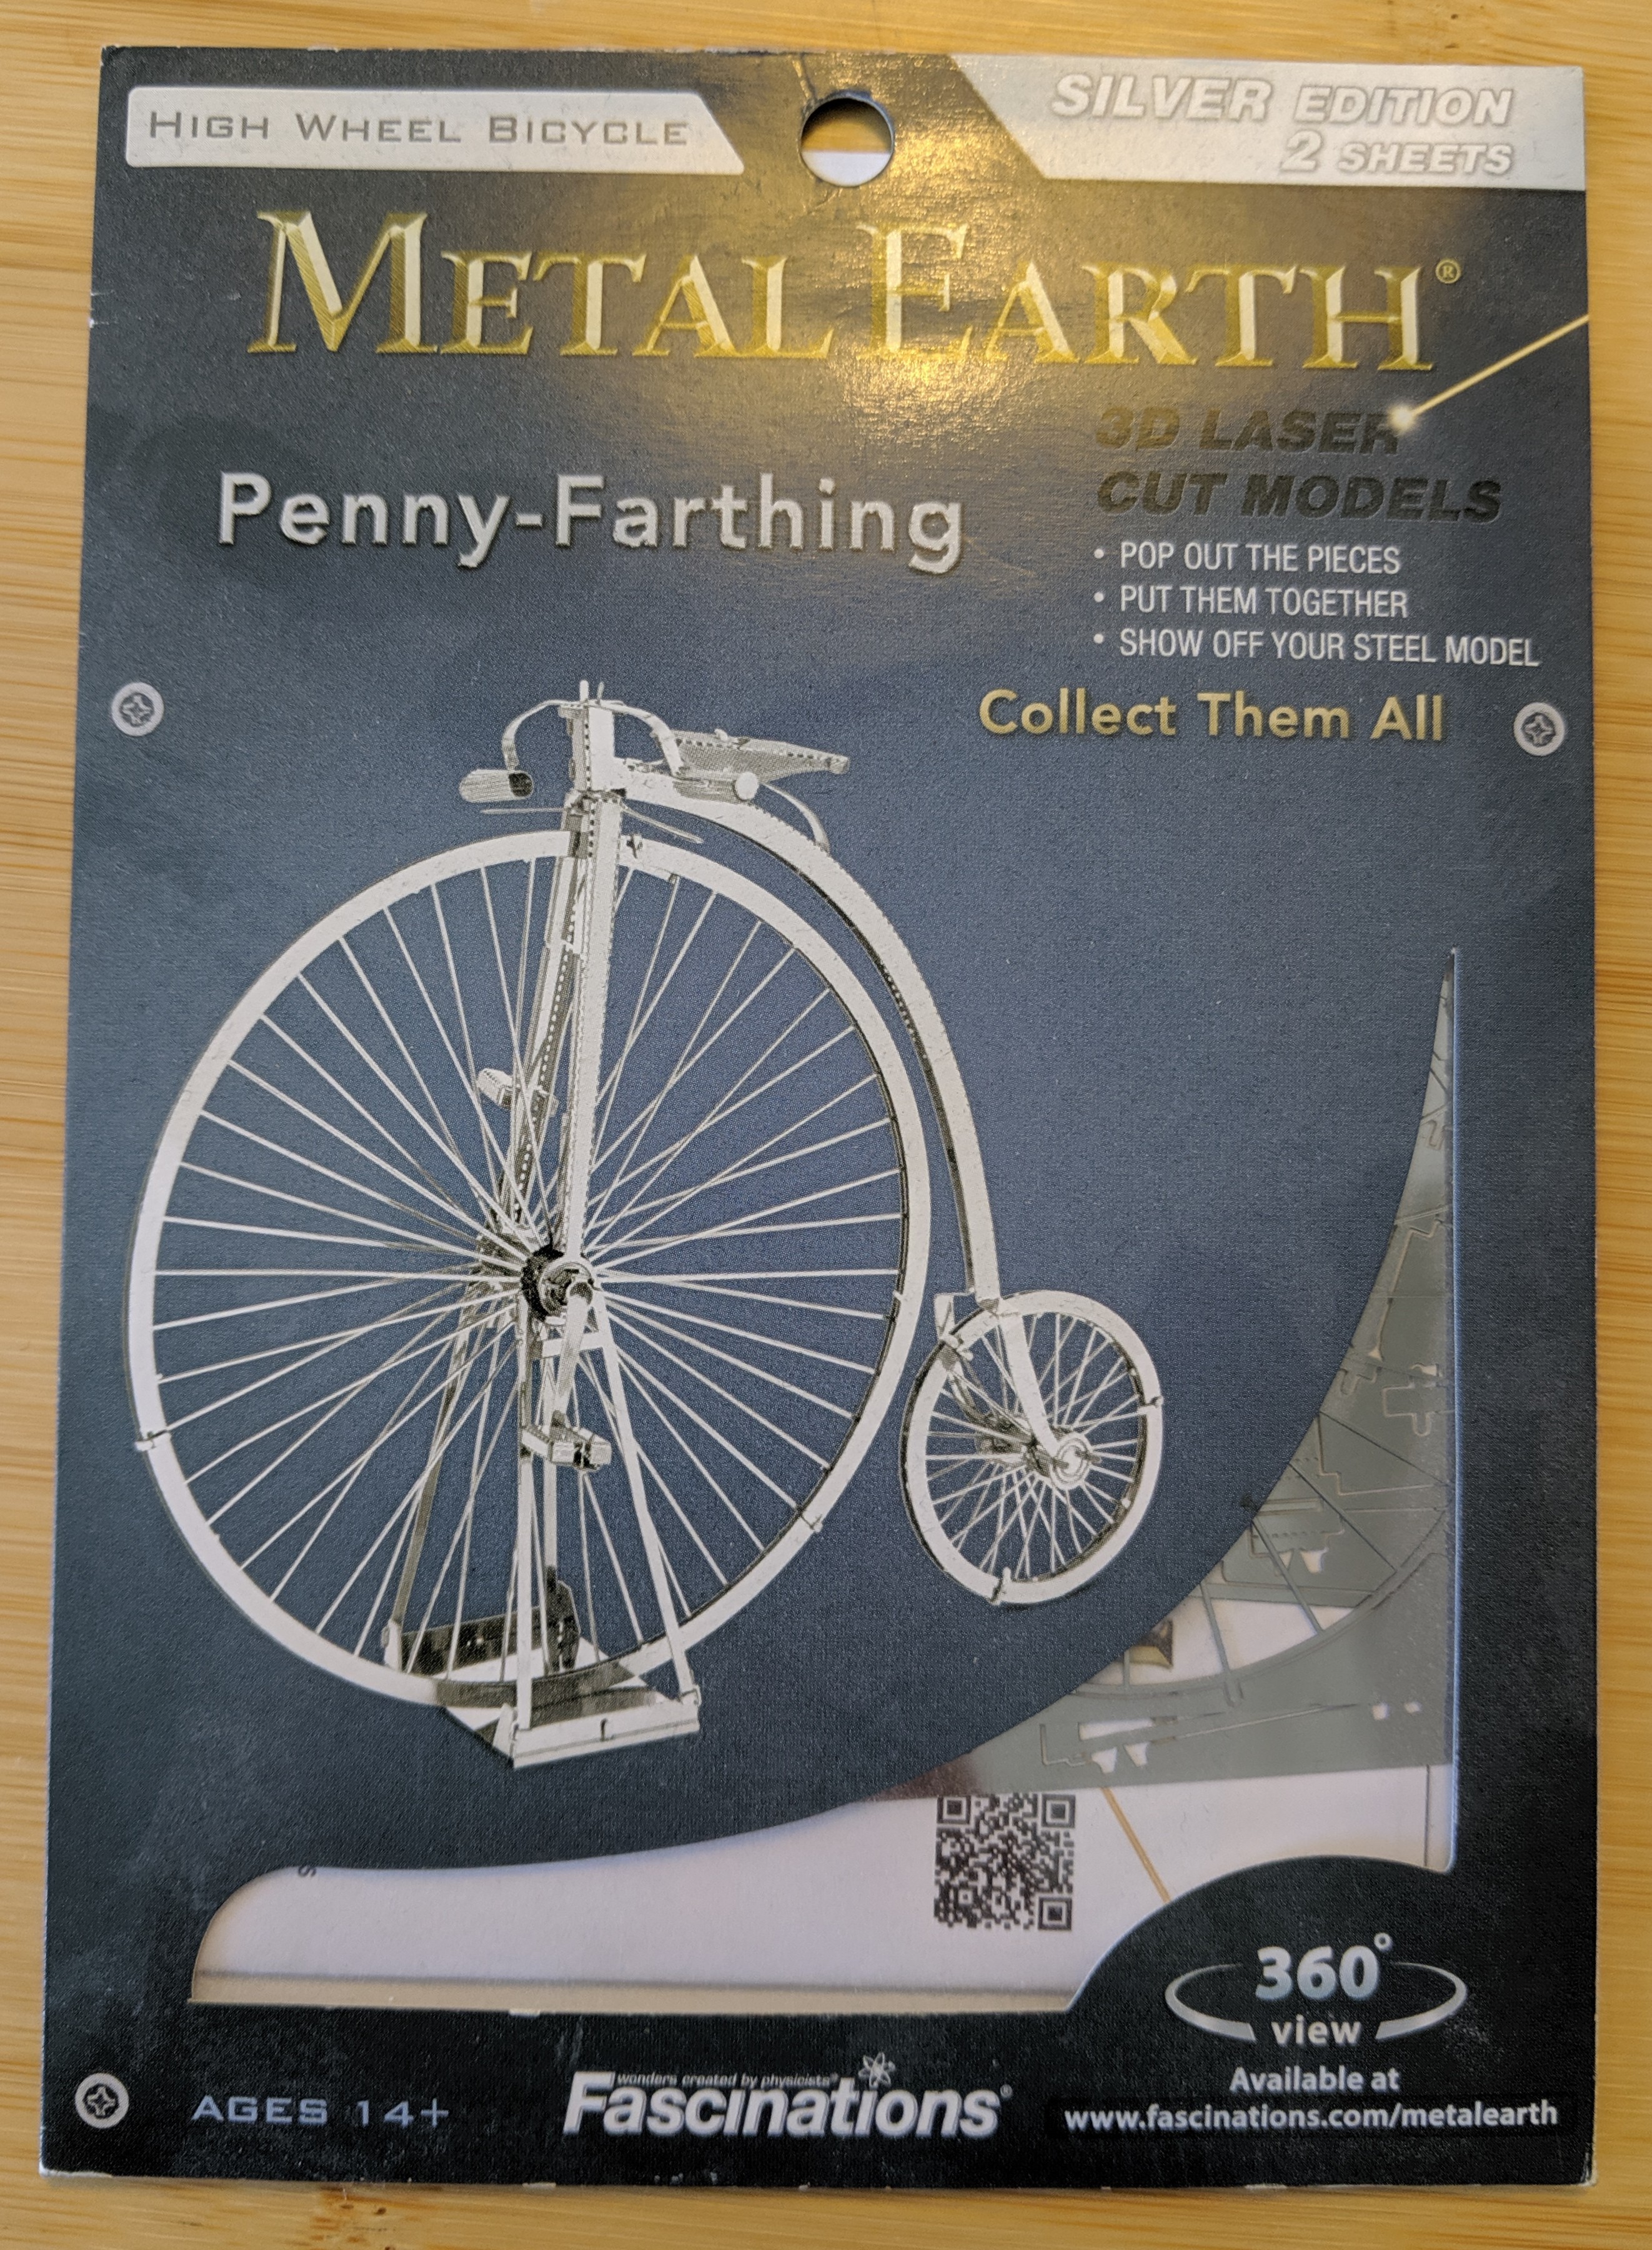 HIGH WHEEL BICYCLE
SILVER EDITION
2 SHEETS
METAL EARTH®
3D LASER
CUT MODELS
Penny-Farthing
• POP OUT THE PIECES
• PUT THEM TOGETHER
• SHOW OFF YOUR STEEL MODEL
Collect Them All
s
360°
view
Available at
www.fascinations.com/metalearth
AGES 14+
wonders created by physicists®
Fascinations®